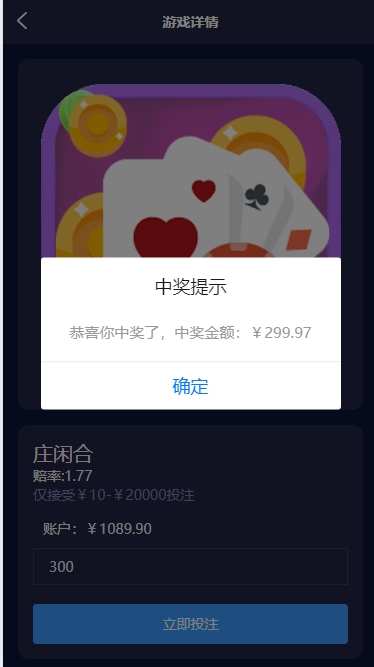 游戏详情
中奖提示
恭喜你中奖了，中奖金额：￥299.97
确定
庄闲合
赔率:1.77
仅接受￥10-￥20000投注
账户：￥1089.90
300
立即投注